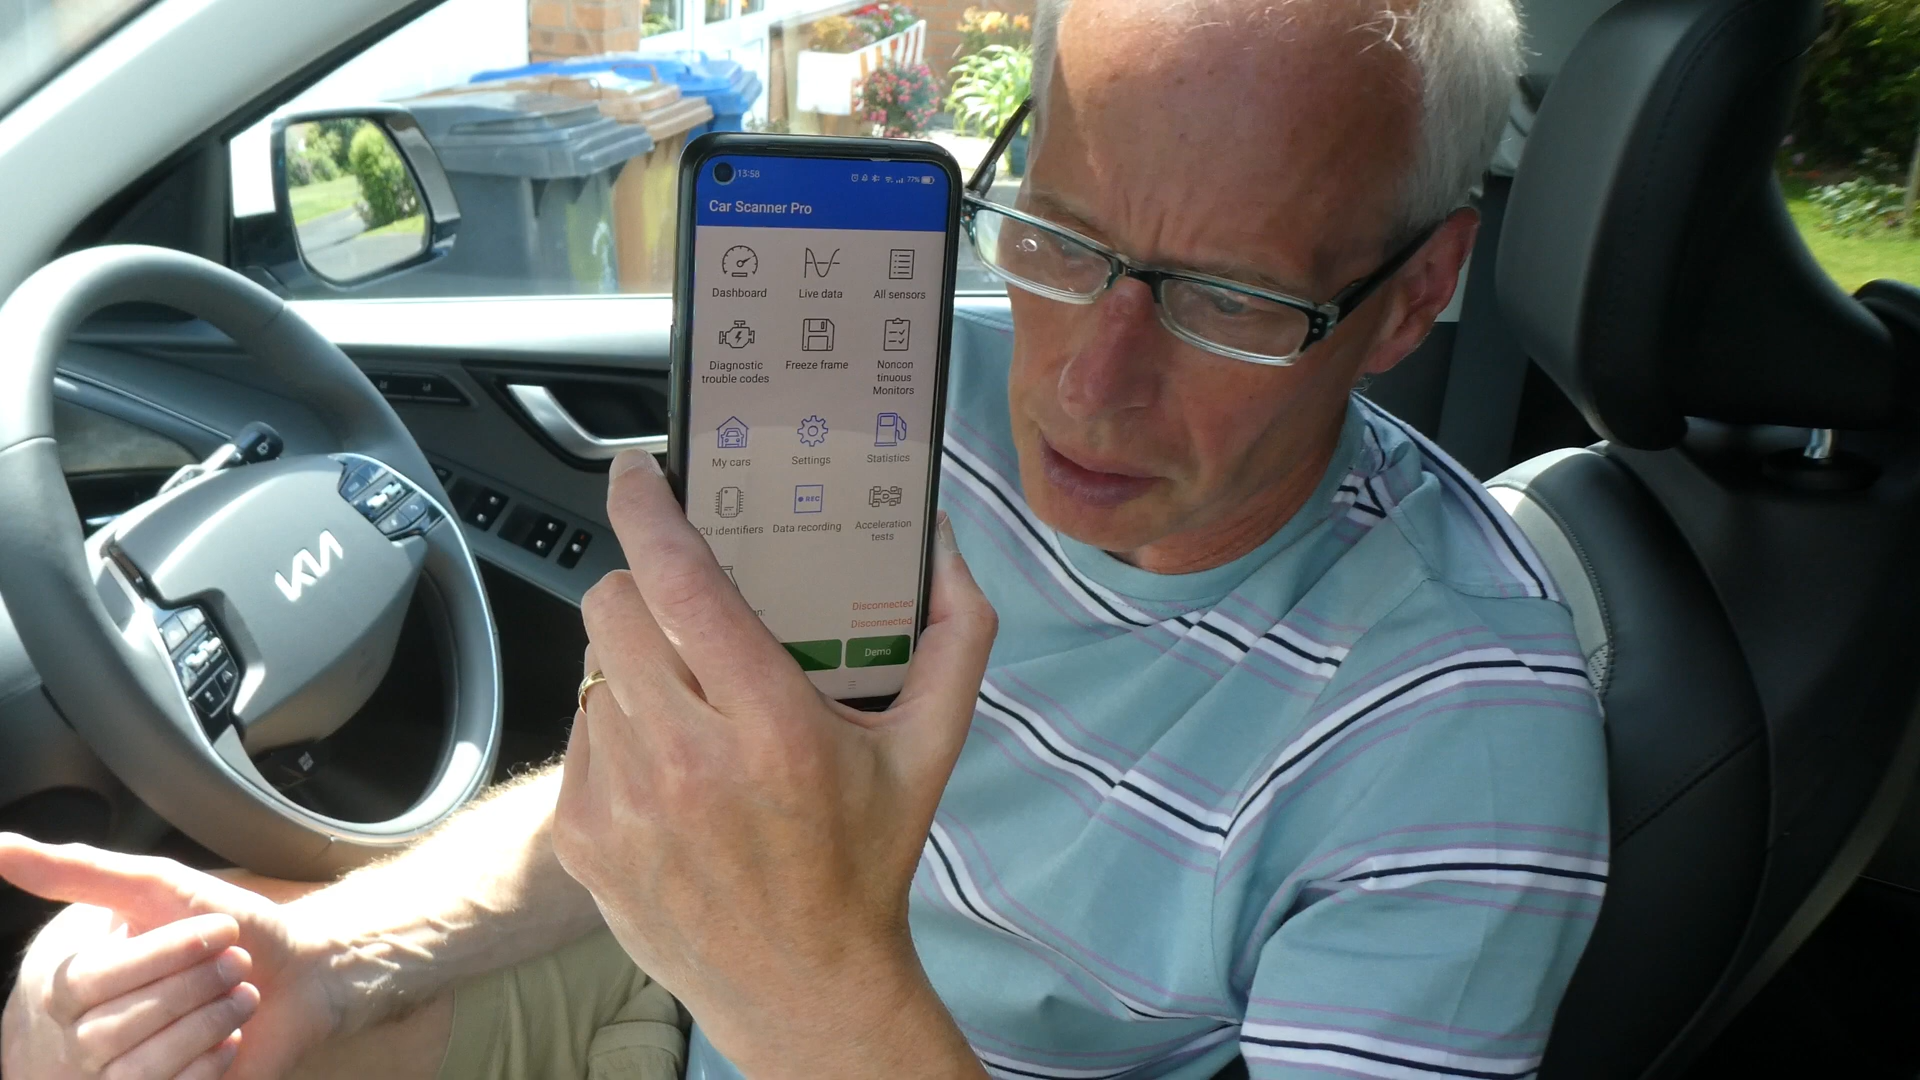 13:58
77%
Car Scanner Pro
Dashboard
Live data
All sensors
Diagnostic
trouble codes
Freeze frame
Noncon
tinuous
Monitors
My cars
Settings
Statistics
REC
CU identifiers
Data recording
Acceleration
tests
Disconnected
Disconnected
Demo
KIA